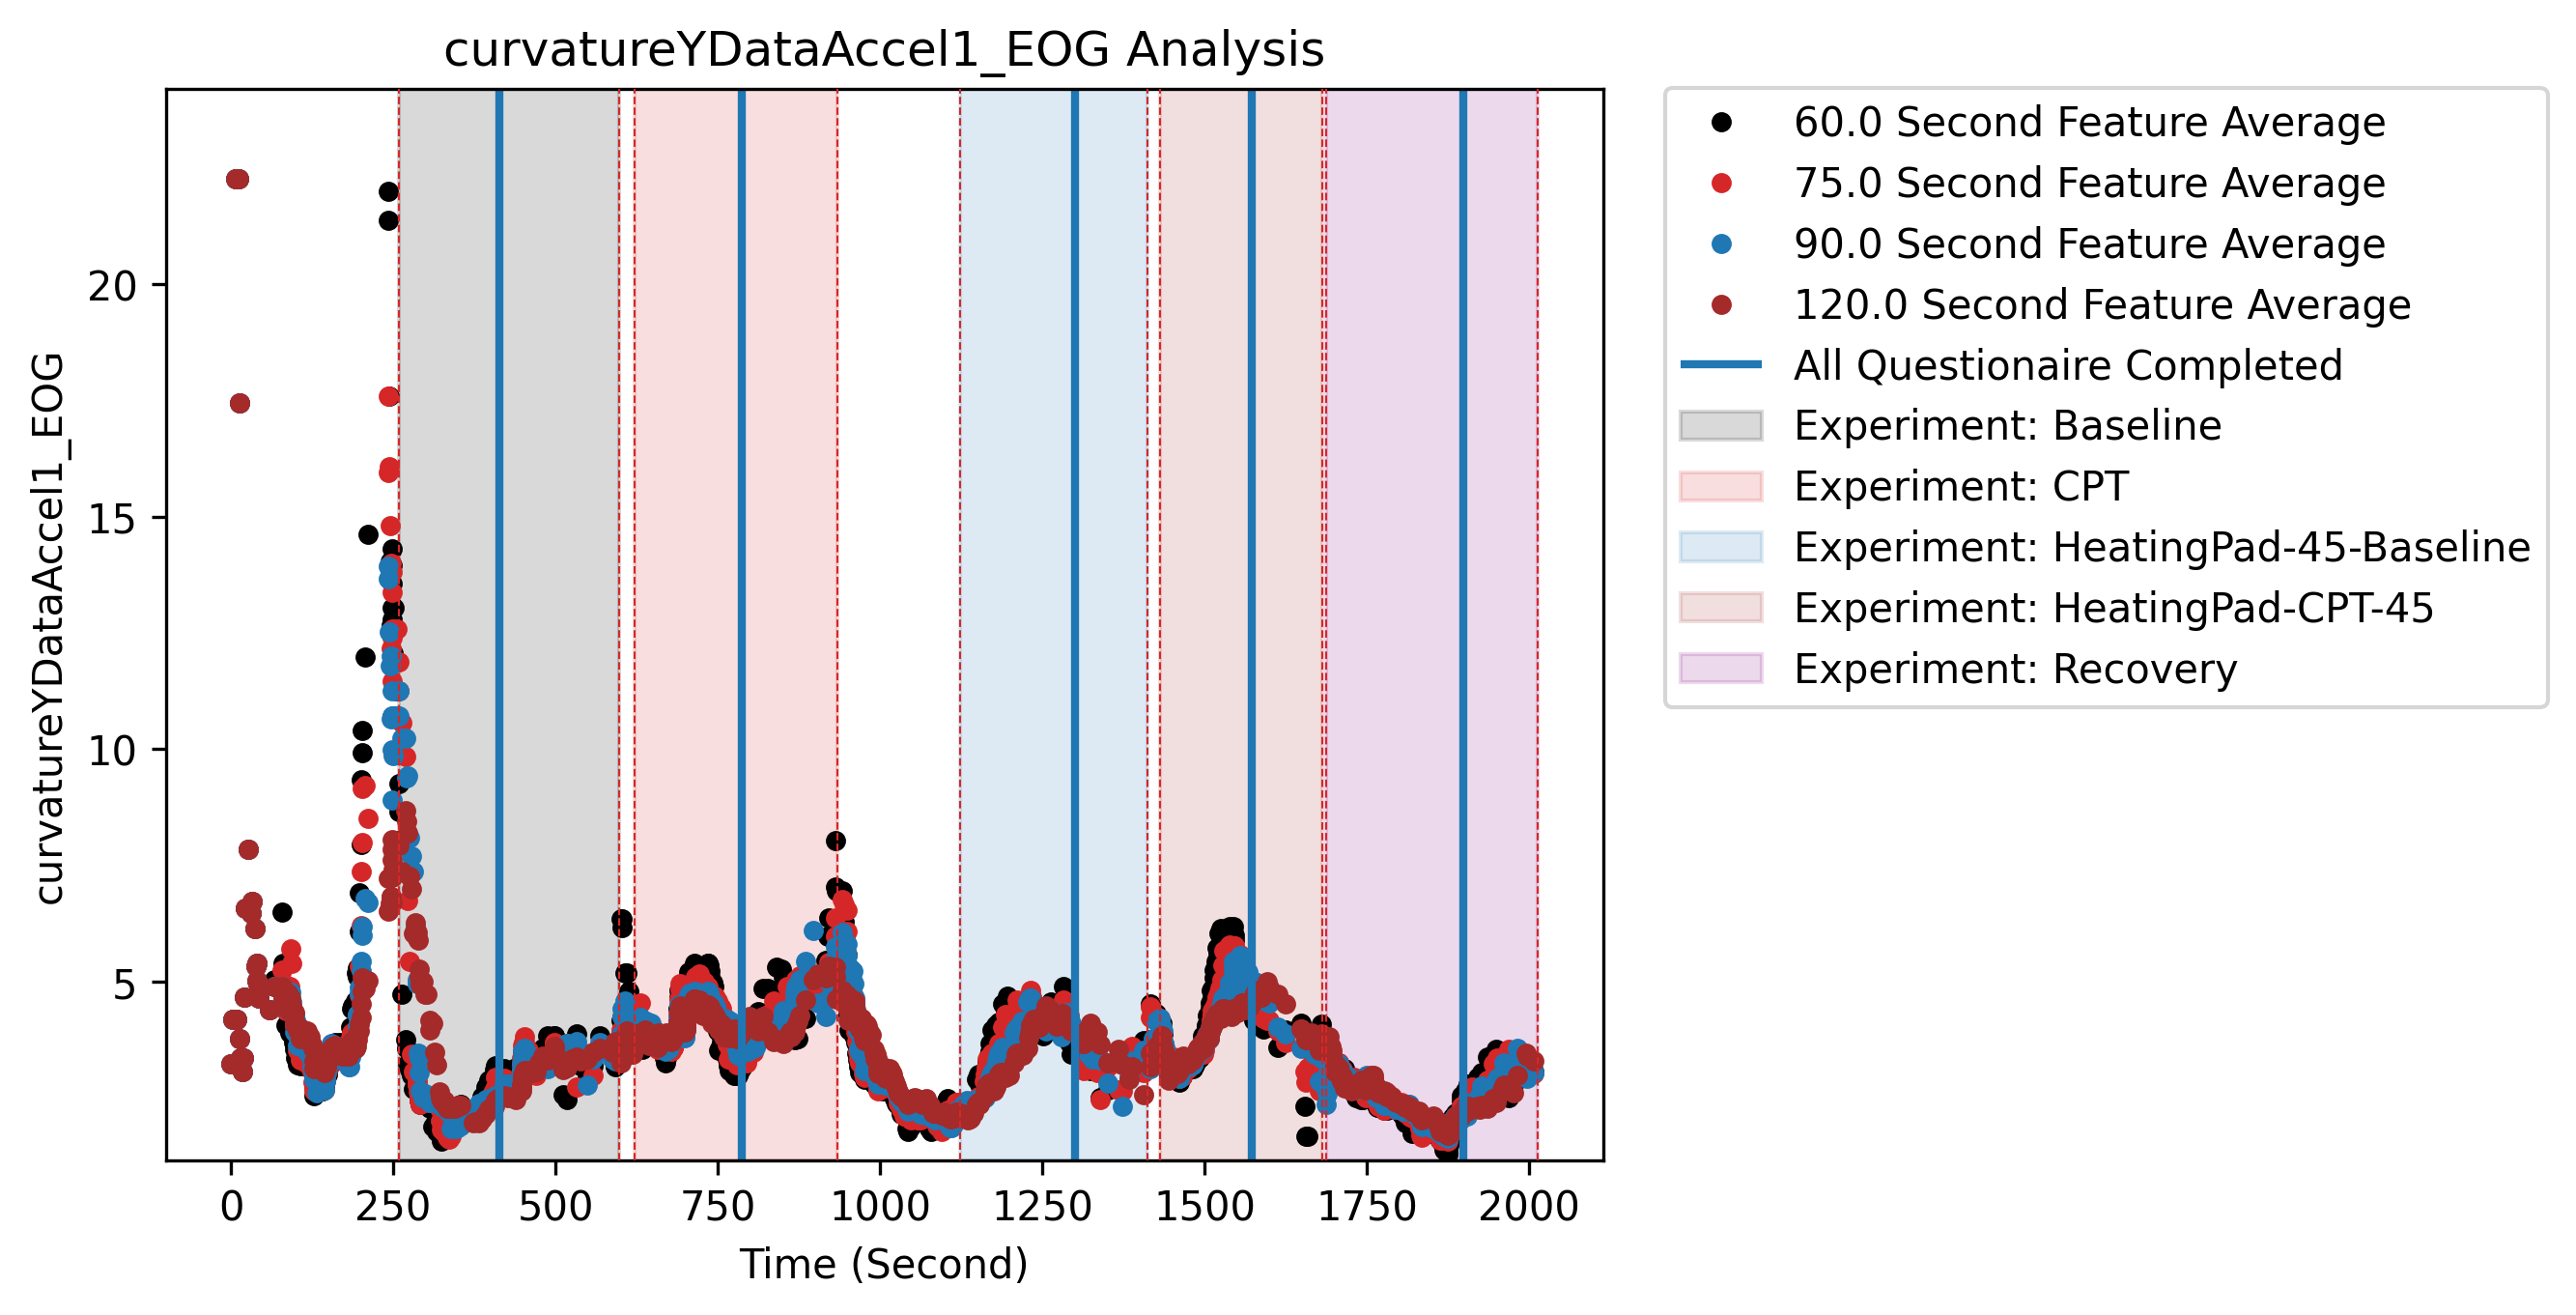 curvatureYDataAccel1_EOG Analysis
curvatureYDataAccel1_EOG
20
15
10
5
0
250
500
750
1000
1250
1500
1750
2000
Time (Second)
60.0 Second Feature Average
75.0 Second Feature Average
90.0 Second Feature Average
120.0 Second Feature Average
All Questionaire Completed
Experiment: Baseline
Experiment: CPT
Experiment: HeatingPad-45-Baseline
Experiment: HeatingPad-CPT-45
Experiment: Recovery